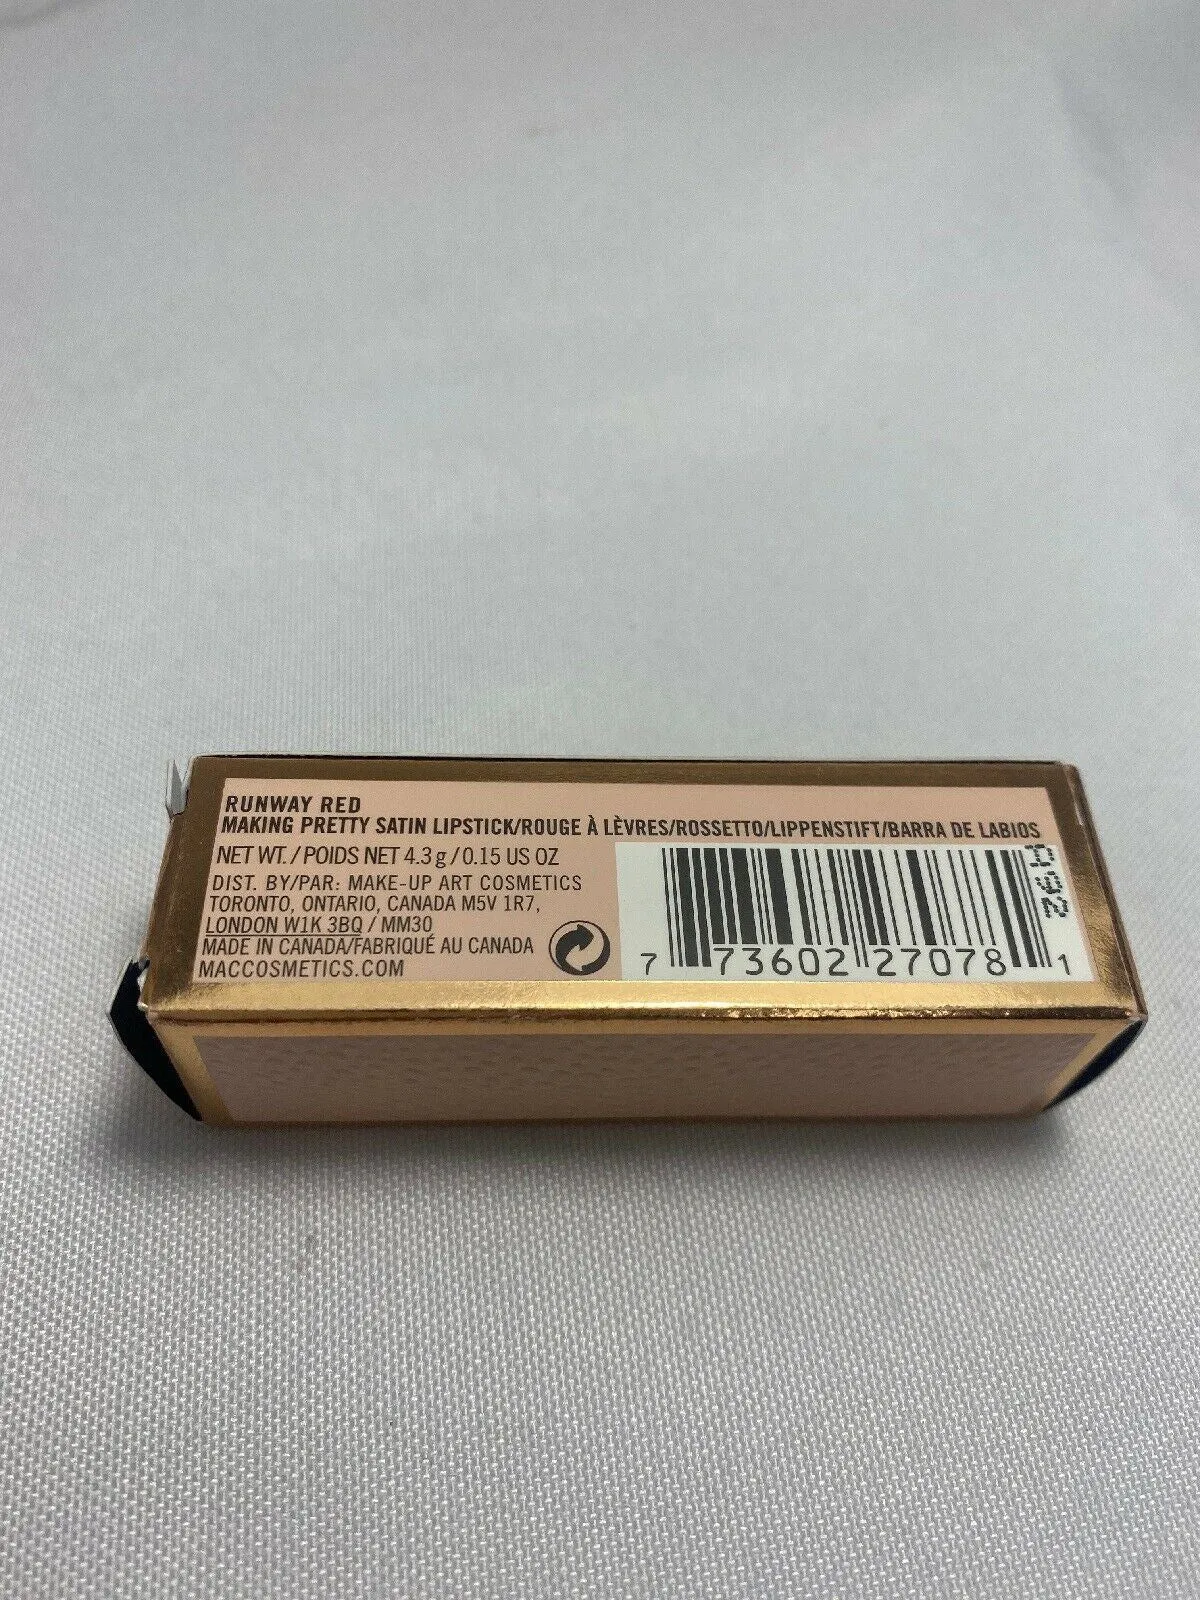 RUNWAY RED
MAKING PRETTY SATIN LIPSTICK/ROUGE À LÈVRES/ROSSETTO/LIPPENSTIFT/BARRA DE LABIOS
NET WT. / POIDS NET 4.3 g / 0.15 US OZ
DIST. BY/PAR: MAKE-UP ART COSMETICS
TORONTO, ONTARIO, CANADA M5V 1R7,
LONDON W1K 3BQ / MM30
MADE IN CANADA/FABRIQUÉ AU CANADA
MACCOSMETICS.COM
7 73602 27078 1